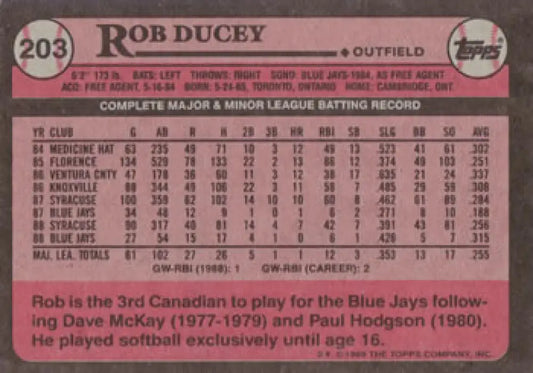 203
ROB DUCEY
OUTFIELD
Topps
6'2" 173 lb. BATS: LEFT THROWS: RIGHT SGND: BLUE JAYS-1984, AS FREE AGENT
ACQ: FREE AGENT, 5-16-84 BORN: 5-24-65, TORONTO, ONTARIO HOME: CAMBRIDGE, ONT.
COMPLETE MAJOR & MINOR LEAGUE BATTING RECORD
YR CLUB G AB R H 2B 3B HR RBI SB SLG BB SO AVG
84 MEDICINE HAT 63 235 49 71 10 3 12 49 13 .523 41 61 .302
85 FLORENCE 134 529 78 133 22 2 13 86 12 .374 49 103 .251
86 VENTURA CNTY 47 178 36 60 11 3 12 38 17 .635 21 24 .337
86 KNOXVILLE 88 344 49 106 22 3 11 58 7 .485 29 59 .308
87 SYRACUSE 100 359 62 102 14 10 10 60 8 .462 61 89 .284
87 BLUE JAYS 34 48 12 9 1 0 1 6 2 .271 8 10 .188
88 SYRACUSE 90 317 40 81 14 4 7 42 7 .391 43 81 .256
88 BLUE JAYS 27 54 15 17 4 1 0 6 1 .426 5 7 .315
MAJ. LEA. TOTALS 61 102 27 26 5 1 1 12 3 .353 13 17 .255
GW-RBI (1988): 1 GW-RBI (CAREER): 2
Rob is the 3rd Canadian to play for the Blue Jays follow-
ing Dave McKay (1977-1979) and Paul Hodgson (1980).
He played softball exclusively until age 16.
© 1989 THE TOPPS COMPANY, INC.